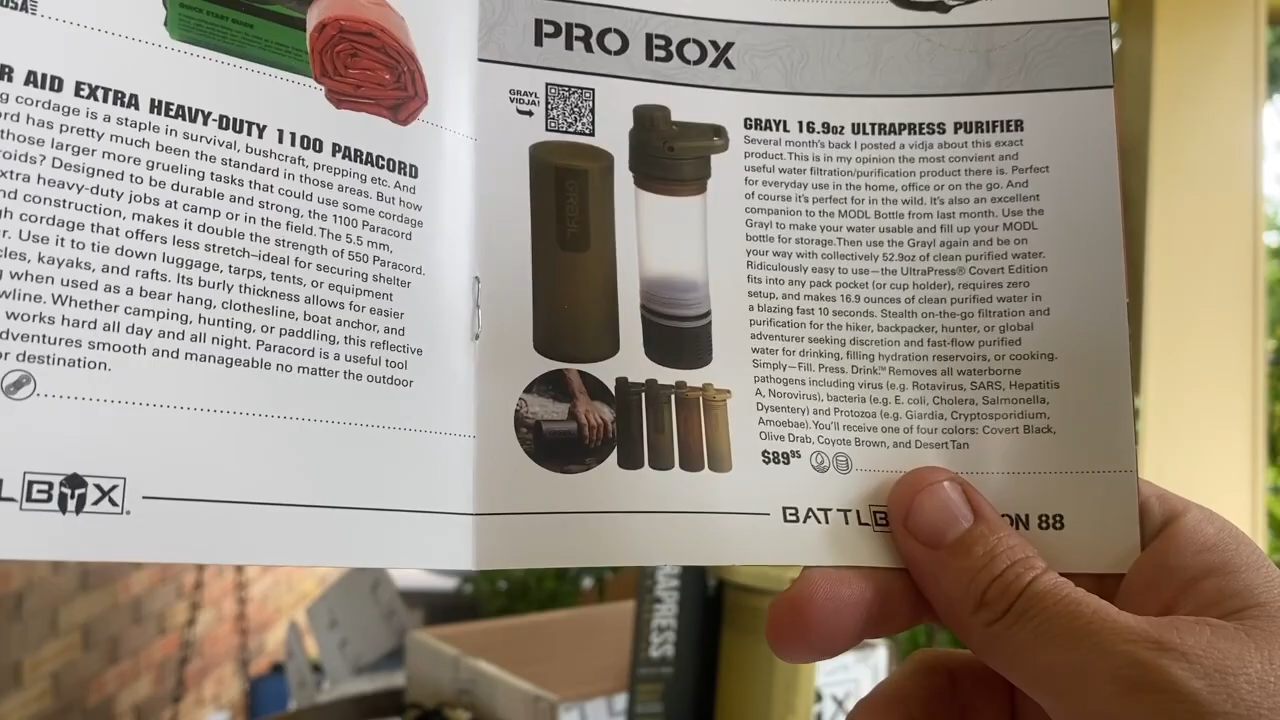 USA
QUICK START GUIDE
R AID EXTRA HEAVY-DUTY 1100 PARACORD
g cordage is a staple in survival, bushcraft, prepping etc. And
ord has pretty much been the standard in those areas. But how
those larger more grueling tasks that could use some cordage
roids? Designed to be durable and strong, the 1100 Paracord
extra heavy-duty jobs at camp or in the field. The 5.5 mm,
nd construction, makes it double the strength of 550 Paracord.
gh cordage that offers less stretch–ideal for securing shelter
r. Use it to tie down luggage, tarps, tents, or equipment
cles, kayaks, and rafts. Its burly thickness allows for easier
g when used as a bear hang, clothesline, boat anchor, and
wline. Whether camping, hunting, or paddling, this reflective
works hard all day and all night. Paracord is a useful tool
dventures smooth and manageable no matter the outdoor
or destination.
LBOX
PRO BOX
GRAYL
VIDJA!
GRAYL
GRAYL 16.9oz ULTRAPRESS PURIFIER
Several month's back I posted a vidja about this exact
product.This is in my opinion the most convient and
useful water filtration/purification product there is. Perfect
for everyday use in the home, office or on the go. And
of course it's perfect for in the wild. It's also an excellent
companion to the MODL Bottle from last month. Use the
Grayl to make your water usable and fill up your MODL
bottle for storage.Then use the Grayl again and be on
your way with collectively 52.9oz of clean purified water.
Ridiculously easy to use—the UltraPress® Covert Edition
fits into any pack pocket (or cup holder), requires zero
setup, and makes 16.9 ounces of clean purified water in
a blazing fast 10 seconds. Stealth on-the-go filtration and
purification for the hiker, backpacker, hunter, or global
adventurer seeking discretion and fast-flow purified
water for drinking, filling hydration reservoirs, or cooking.
Simply—Fill. Press. Drink.™ Removes all waterborne
pathogens including virus (e.g. Rotavirus, SARS, Hepatitis
A, Norovirus), bacteria (e.g. E. coli, Cholera, Salmonella,
Dysentery) and Protozoa (e.g. Giardia, Cryptosporidium,
Amoebae).You'll receive one of four colors: Covert Black,
Olive Drab, Coyote Brown, and Desert Tan
$89⁹⁵
BATTLB ON 88
RAPRESS